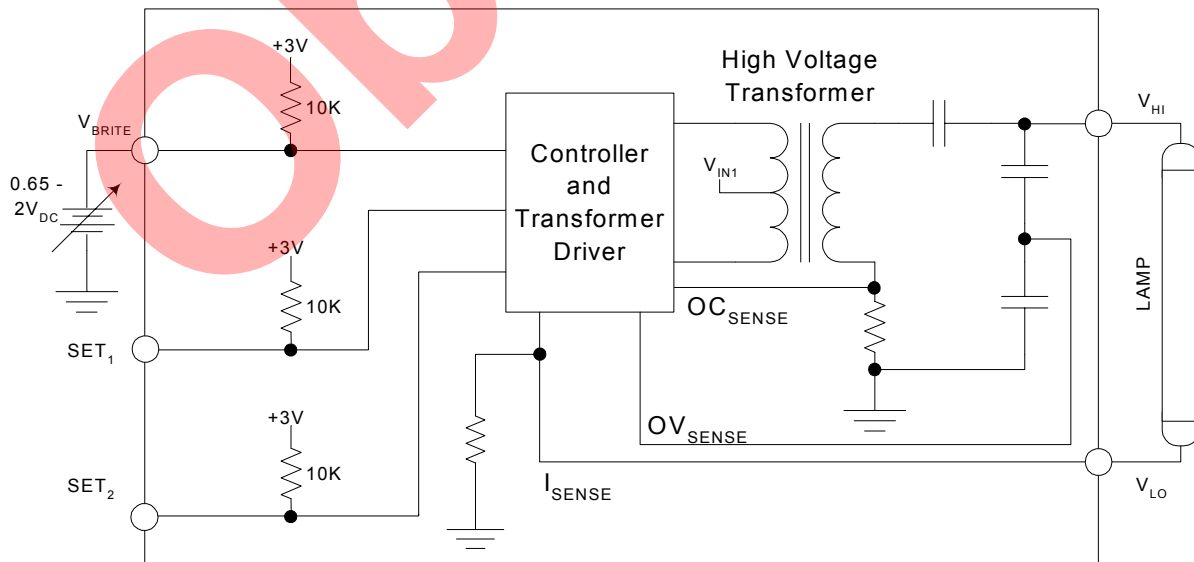 +3V
10K
V_BRITE
0.65 -
2V_DC
+3V
10K
SET_1
+3V
10K
SET_2
Controller
and
Transformer
Driver
High Voltage
Transformer
V_IN1
OC_SENSE
OV_SENSE
I_SENSE
V_HI
LAMP
V_LO
Ob